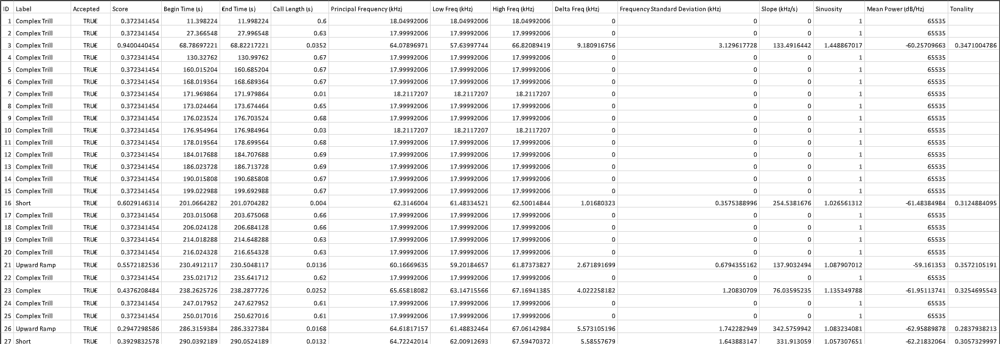 ID Label Accepted Score Begin Time (s) End Time (s) Call Length (s) Principal Frequency (kHz) Low Freq (kHz) High Freq (kHz) Delta Freq (kHz) Frequency Standard Deviation (kHz) Slope (kHz/s) Sinuosity Mean Power (dB/Hz) Tonality
1 Complex Trill TRUE 0.372341454 11.398224 11.998224 0.6 18.04992006 18.04992006 18.04992006 0 0 0 1 65535
2 Complex Trill TRUE 0.372341454 27.366548 27.996548 0.63 17.99992006 17.99992006 17.99992006 0 0 0 1 65535
3 Complex Trill TRUE 0.9400440454 68.78697221 68.82217221 0.0352 64.07896971 57.63997744 66.82089419 9.180916756 3.129617728 133.4916442 1.448867017 -60.25709663 0.3471004786
4 Complex Trill TRUE 0.372341454 130.32762 130.99762 0.67 17.99992006 17.99992006 17.99992006 0 0 0 1 65535
5 Complex Trill TRUE 0.372341454 160.015204 160.685204 0.67 17.99992006 17.99992006 17.99992006 0 0 0 1 65535
6 Complex Trill TRUE 0.372341454 168.019364 168.689364 0.67 17.99992006 17.99992006 17.99992006 0 0 0 1 65535
7 Complex Trill TRUE 0.372341454 171.969864 171.979864 0.01 18.2117207 18.2117207 18.2117207 0 0 0 1 65535
8 Complex Trill TRUE 0.372341454 173.024464 173.674464 0.65 17.99992006 17.99992006 17.99992006 0 0 0 1 65535
9 Complex Trill TRUE 0.372341454 176.023524 176.703524 0.68 17.99992006 17.99992006 17.99992006 0 0 0 1 65535
10 Complex Trill TRUE 0.372341454 176.954964 176.984964 0.03 18.2117207 18.2117207 18.2117207 0 0 0 1 65535
11 Complex Trill TRUE 0.372341454 178.019564 178.699564 0.68 17.99992006 17.99992006 17.99992006 0 0 0 1 65535
12 Complex Trill TRUE 0.372341454 184.017688 184.707688 0.69 17.99992006 17.99992006 17.99992006 0 0 0 1 65535
13 Complex Trill TRUE 0.372341454 186.023728 186.713728 0.69 17.99992006 17.99992006 17.99992006 0 0 0 1 65535
14 Complex Trill TRUE 0.372341454 190.015808 190.685808 0.67 17.99992006 17.99992006 17.99992006 0 0 0 1 65535
15 Complex Trill TRUE 0.372341454 199.022988 199.692988 0.67 17.99992006 17.99992006 17.99992006 0 0 0 1 65535
16 Short TRUE 0.6029146314 201.0664282 201.0704282 0.004 62.3146004 61.48334521 62.50014844 1.01680323 0.3575388996 254.5381676 1.026561312 -61.48384984 0.3124884095
17 Complex Trill TRUE 0.372341454 203.015068 203.675068 0.66 17.99992006 17.99992006 17.99992006 0 0 0 1 65535
18 Complex Trill TRUE 0.372341454 206.024128 206.684128 0.66 17.99992006 17.99992006 17.99992006 0 0 0 1 65535
19 Complex Trill TRUE 0.372341454 214.018288 214.648288 0.63 17.99992006 17.99992006 17.99992006 0 0 0 1 65535
20 Complex Trill TRUE 0.372341454 216.024328 216.654328 0.63 17.99992006 17.99992006 17.99992006 0 0 0 1 65535
21 Upward Ramp TRUE 0.5572182536 230.4912117 230.5048117 0.0136 60.16669635 59.20184657 61.87373827 2.671891699 0.6794355162 137.9032494 1.087907012 -59.161353 0.3572105191
22 Complex Trill TRUE 0.372341454 235.021712 235.641712 0.62 17.99992006 17.99992006 17.99992006 0 0 0 1 65535
23 Complex TRUE 0.4376208484 238.2625726 238.2877726 0.0252 65.65818082 63.14715566 67.16941385 4.022258182 1.20830709 76.03595235 1.135349788 -61.95113741 0.3254695543
24 Complex Trill TRUE 0.372341454 247.017952 247.627952 0.61 17.99992006 17.99992006 17.99992006 0 0 0 1 65535
25 Complex Trill TRUE 0.372341454 250.017016 250.627016 0.61 17.99992006 17.99992006 17.99992006 0 0 0 1 65535
26 Upward Ramp TRUE 0.2947298586 286.3159384 286.3327384 0.0168 64.61817157 61.48832464 67.06142984 5.573105196 1.742282949 342.5759942 1.083234081 -62.95889878 0.2837938213
27 Short TRUE 0.3929832578 290.0392189 290.0524189 0.0132 64.72242014 62.00912693 67.59470372 5.58557679 1.643883147 331.913059 1.057307651 -62.21832064 0.3057329997